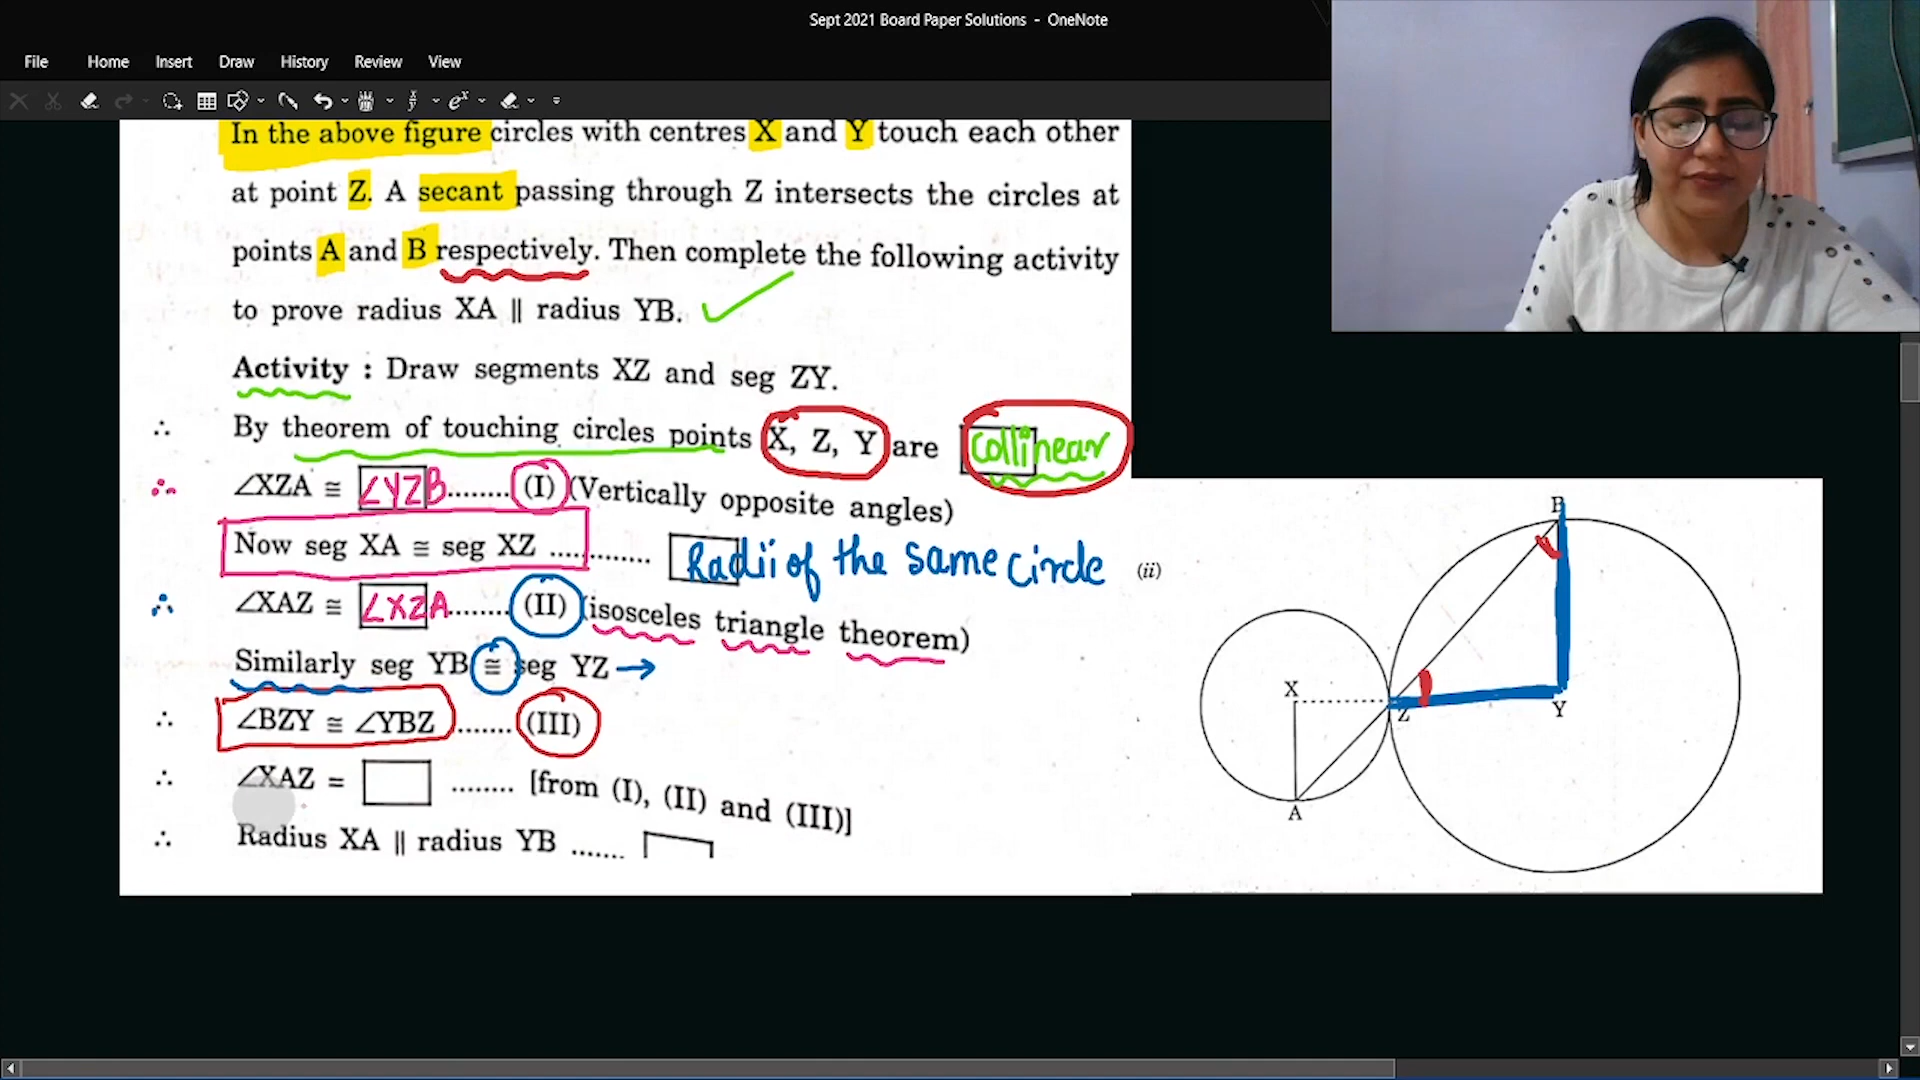 Sept 2021 Board Paper Solutions - OneNote
File Home Insert Draw History Review View
In the above figure circles with centres X and Y touch each other
at point Z. A secant passing through Z intersects the circles at
points A and B respectively. Then complete the following activity
to prove radius XA ∥ radius YB.
Activity : Draw segments XZ and seg ZY.
∴ By theorem of touching circles points X, Z, Y are collinear
∴ ∠XZA ≅ ∠YZB ........ (I) (Vertically opposite angles)
Now seg XA ≅ seg XZ ............. Radii of the same circle
∴ ∠XAZ ≅ ∠XZA ........ (II) (isosceles triangle theorem)
Similarly seg YB ≅ seg YZ →
∴ ∠BZY ≅ ∠YBZ ....... (III)
∴ ∠XAZ = ........ [from (I), (II) and (III)]
∴ Radius XA ∥ radius YB .......
(ii)
B
X
Z
Y
A